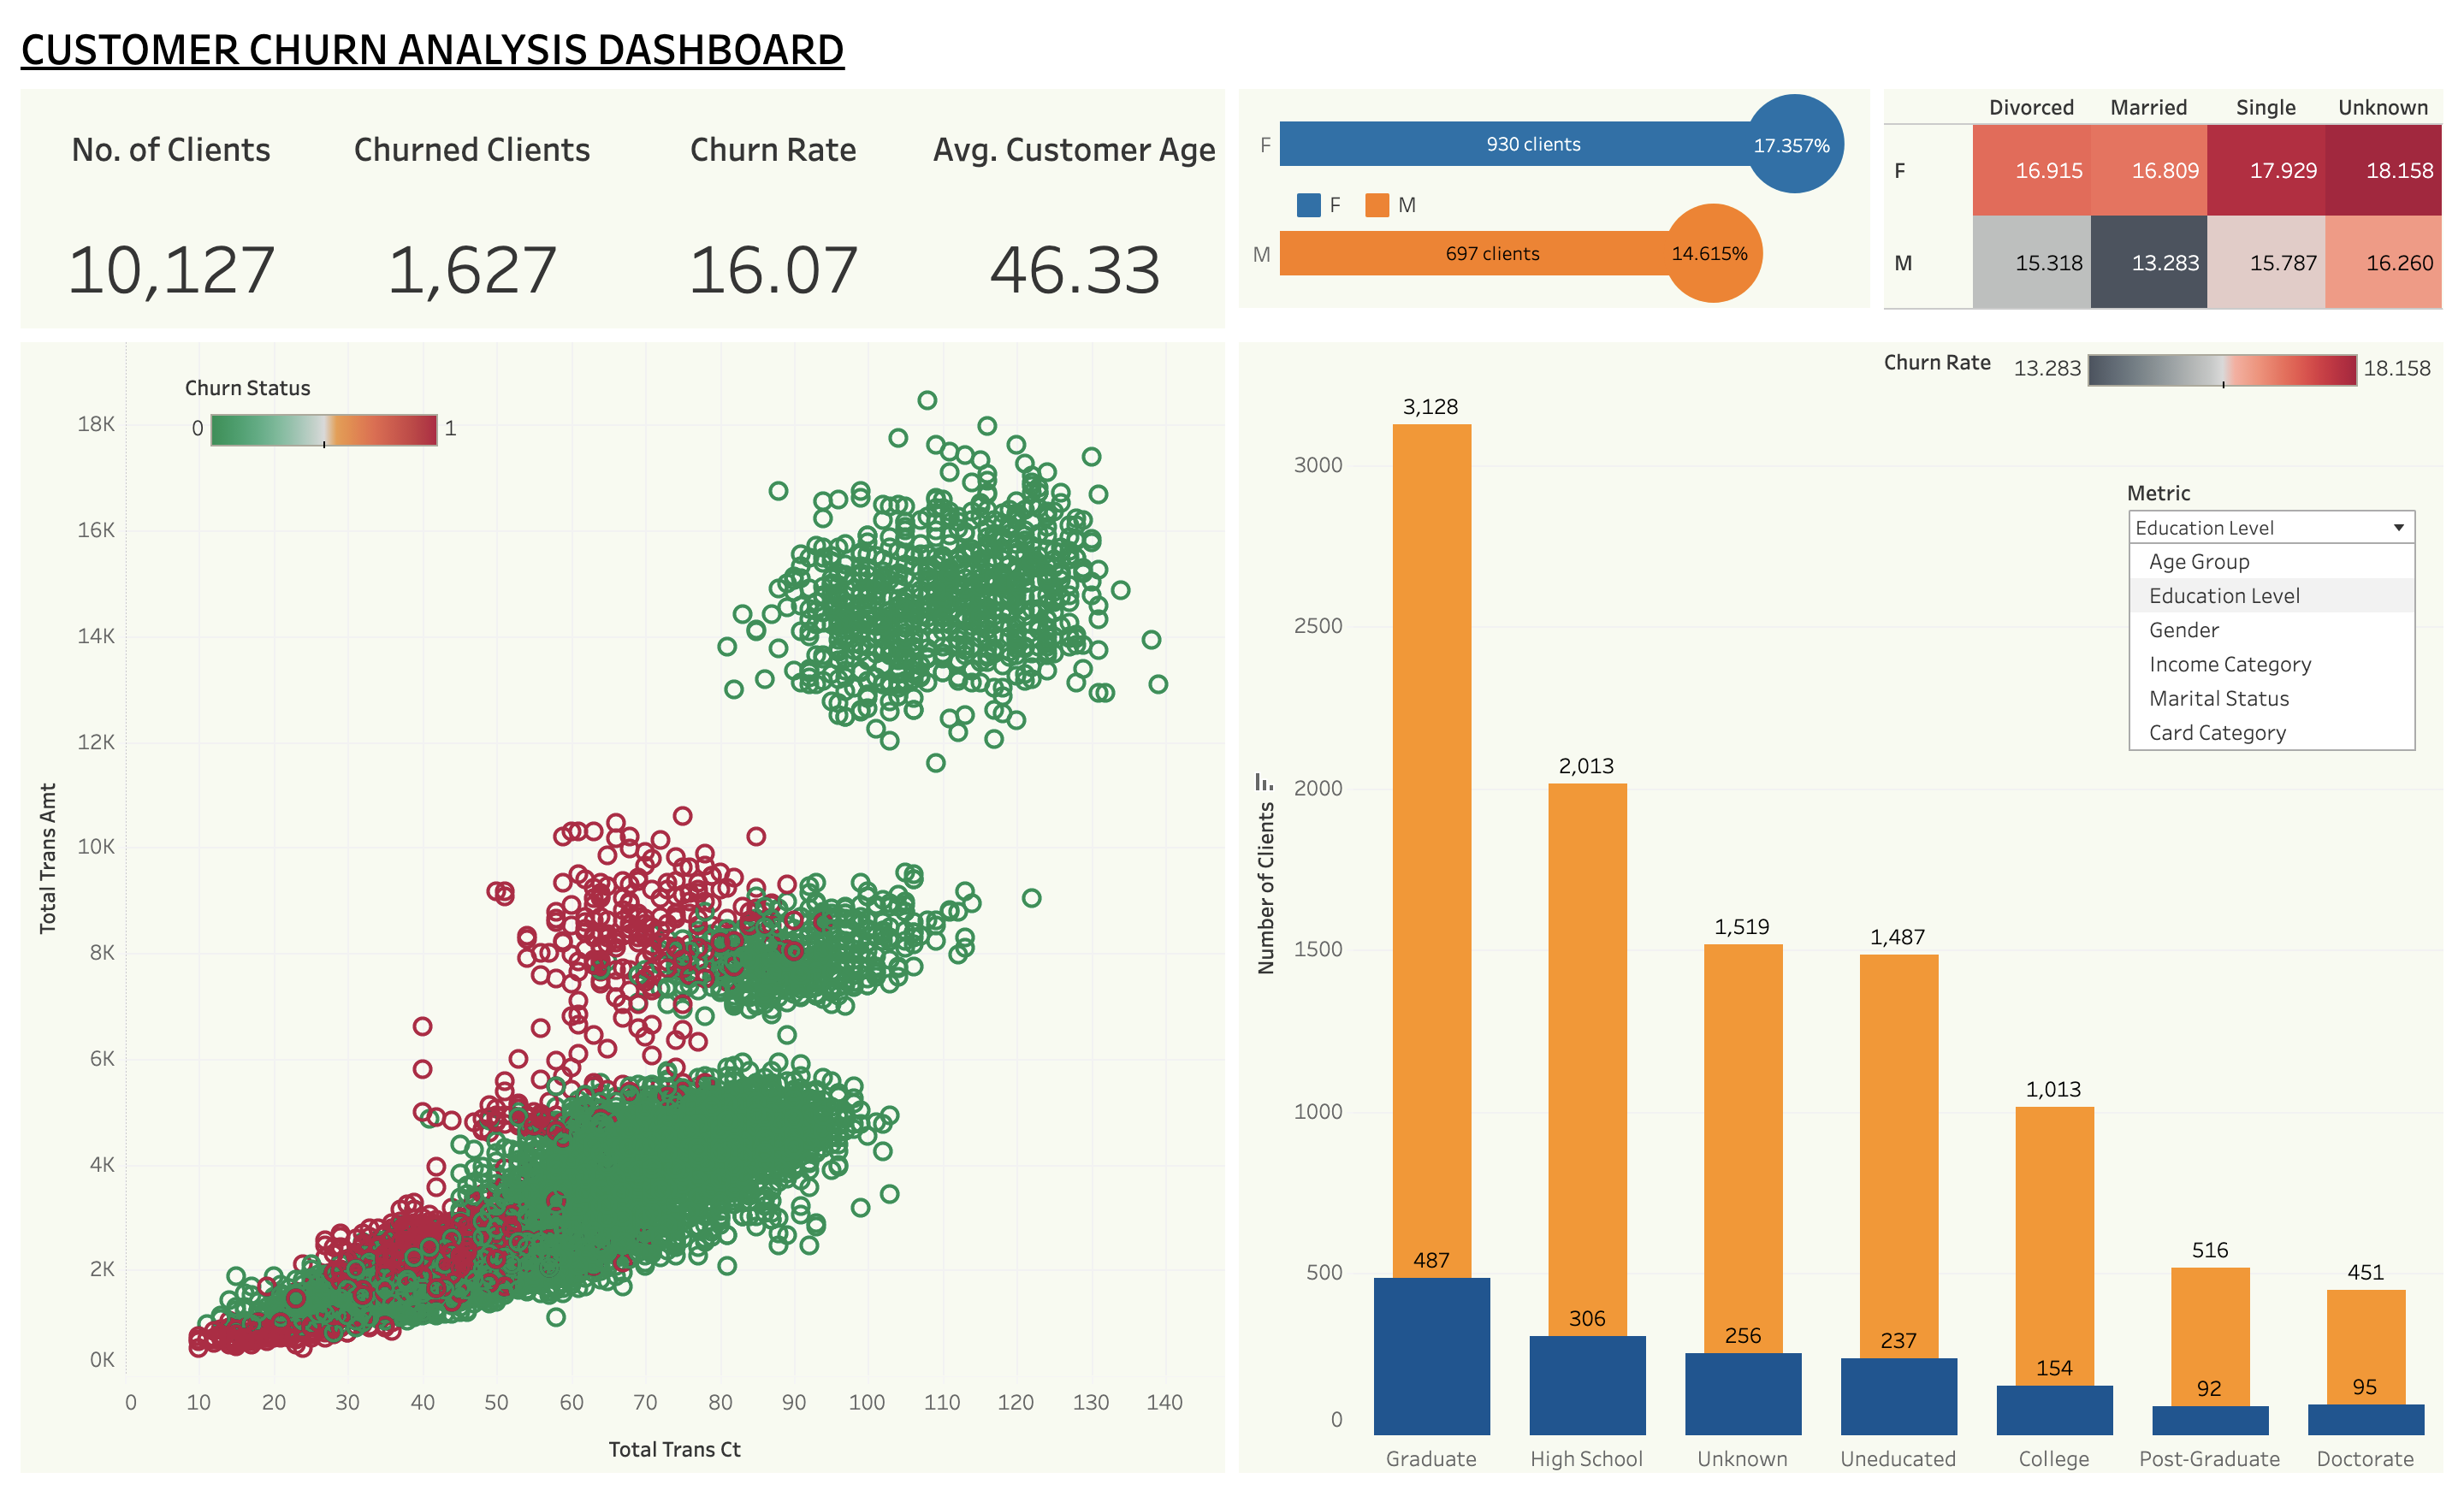 CUSTOMER CHURN ANALYSIS DASHBOARD
No. of Clients Churned Clients Churn Rate Avg. Customer Age
10,127 1,627 16.07 46.33
F 930 clients 17.357%
F M
M 697 clients 14.615%
Divorced Married Single Unknown
F 16.915 16.809 17.929 18.158
M 15.318 13.283 15.787 16.260
Churn Status
0 1
18K
16K
14K
12K
10K
8K
6K
4K
2K
0K
Total Trans Amt
0 10 20 30 40 50 60 70 80 90 100 110 120 130 140
Total Trans Ct
Churn Rate 13.283 18.158
Metric
Education Level
Age Group
Education Level
Gender
Income Category
Marital Status
Card Category
3000
2500
2000
1500
1000
500
0
Number of Clients
3,128
2,013
1,519
1,487
1,013
516
451
487
306
256
237
154
92
95
Graduate High School Unknown Uneducated College Post-Graduate Doctorate